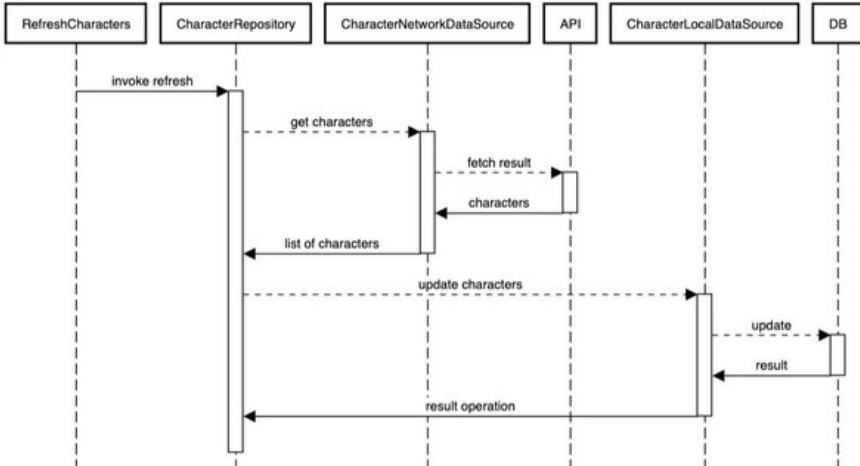 RefreshCharacters
CharacterRepository
CharacterNetworkDataSource
API
CharacterLocalDataSource
DB
invoke refresh
get characters
fetch result
characters
list of characters
update characters
update
result
result operation